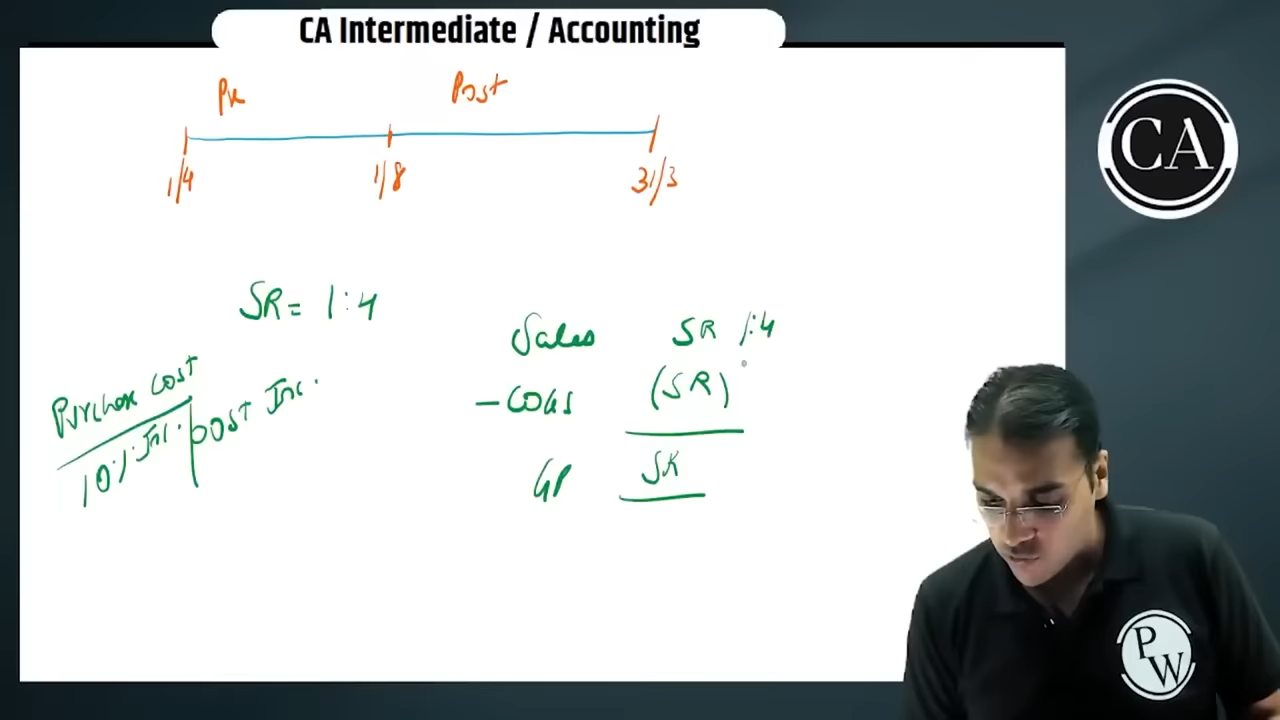 CA Intermediate / Accounting
Pre Post
1/4 1/8 31/3
CA
SR = 1:4
Sales SR 1:4
Purchase cost
- COGS (SR)
10% Inc. post Inc.
GP SR
PW